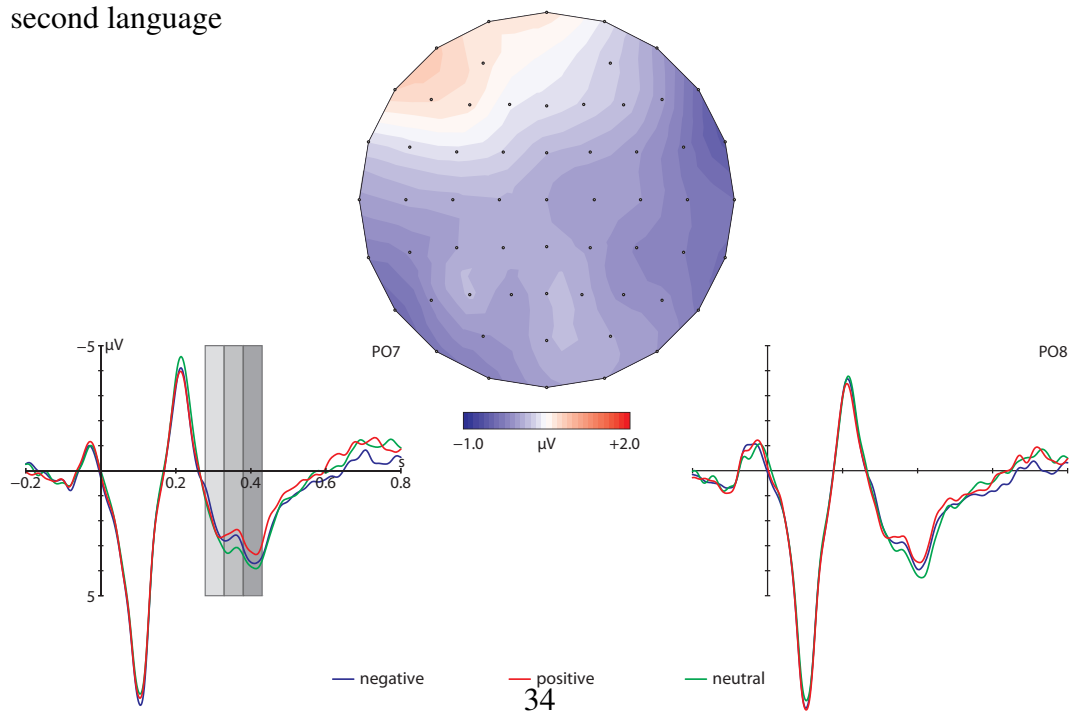 second language
−5 µV
PO7
PO8
−1.0 µV +2.0
s
−0.2 0.2 0.4 0.6 0.8
5
negative positive neutral
34